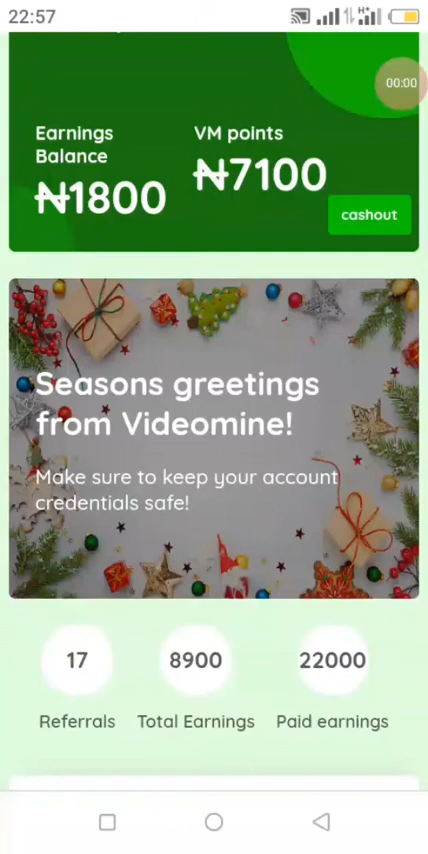 22:57
H+
00:00
Earnings
Balance
VM points
₦1800
₦7100
cashout
Seasons greetings
from Videomine!
Make sure to keep your account
credentials safe!
17
8900
22000
Referrals
Total Earnings
Paid earnings